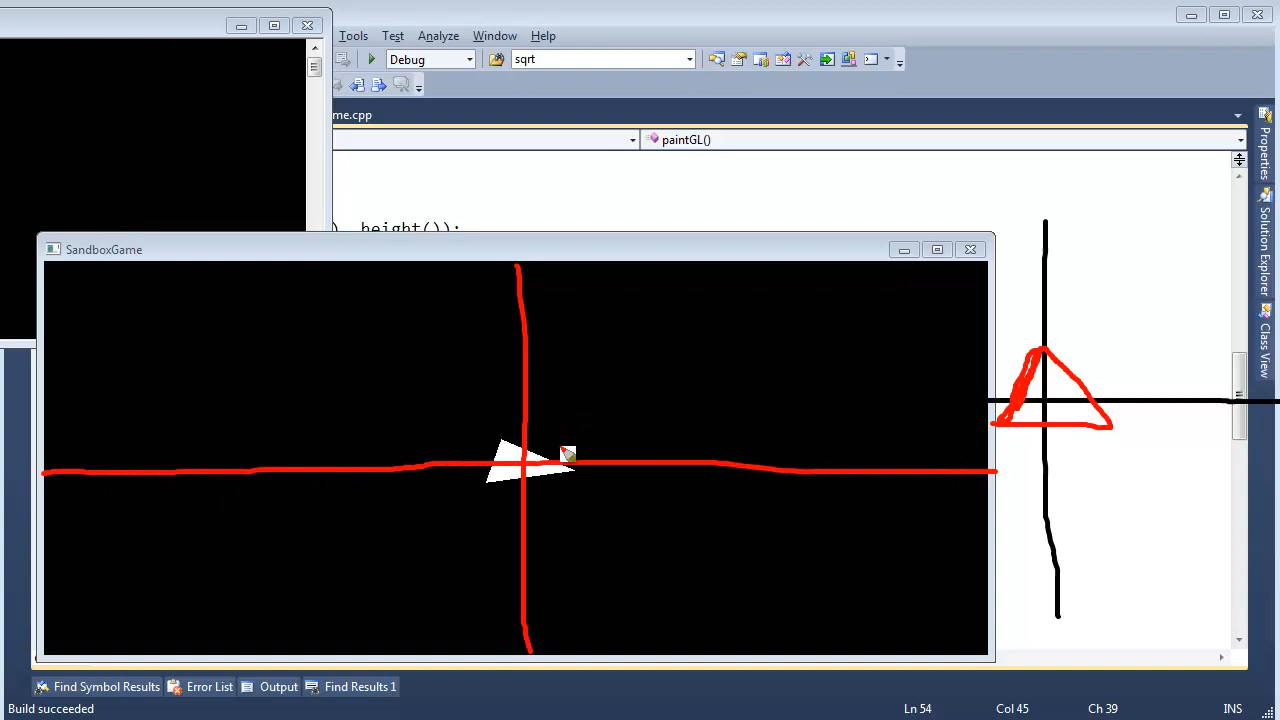 Tools Test Analyze Window Help
Debug sqrt
me.cpp
paintGL()
), height());
SandboxGame
Properties
Solution Explorer
Class View
Find Symbol Results Error List Output Find Results 1
Build succeeded Ln 54 Col 45 Ch 39 INS